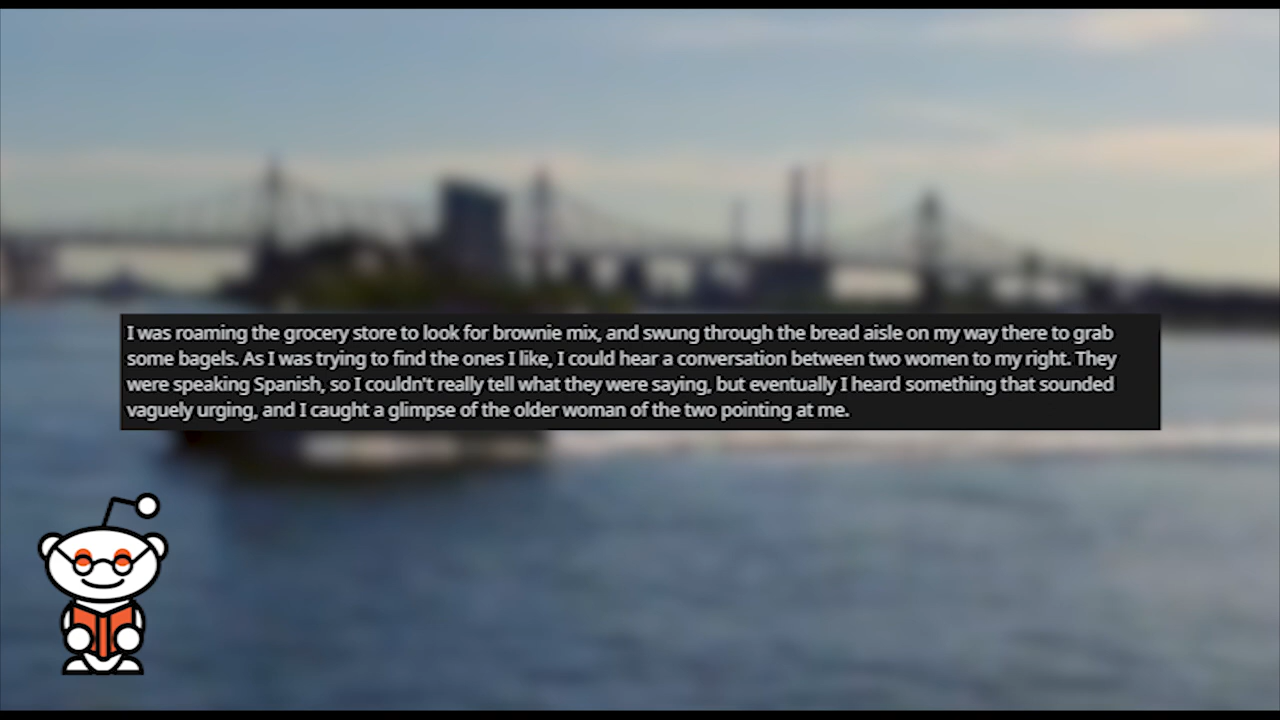 I was roaming the grocery store to look for brownie mix, and swung through the bread aisle on my way there to grab
some bagels. As I was trying to find the ones I like, I could hear a conversation between two women to my right. They
were speaking Spanish, so I couldn't really tell what they were saying, but eventually I heard something that sounded
vaguely urging, and I caught a glimpse of the older woman of the two pointing at me.